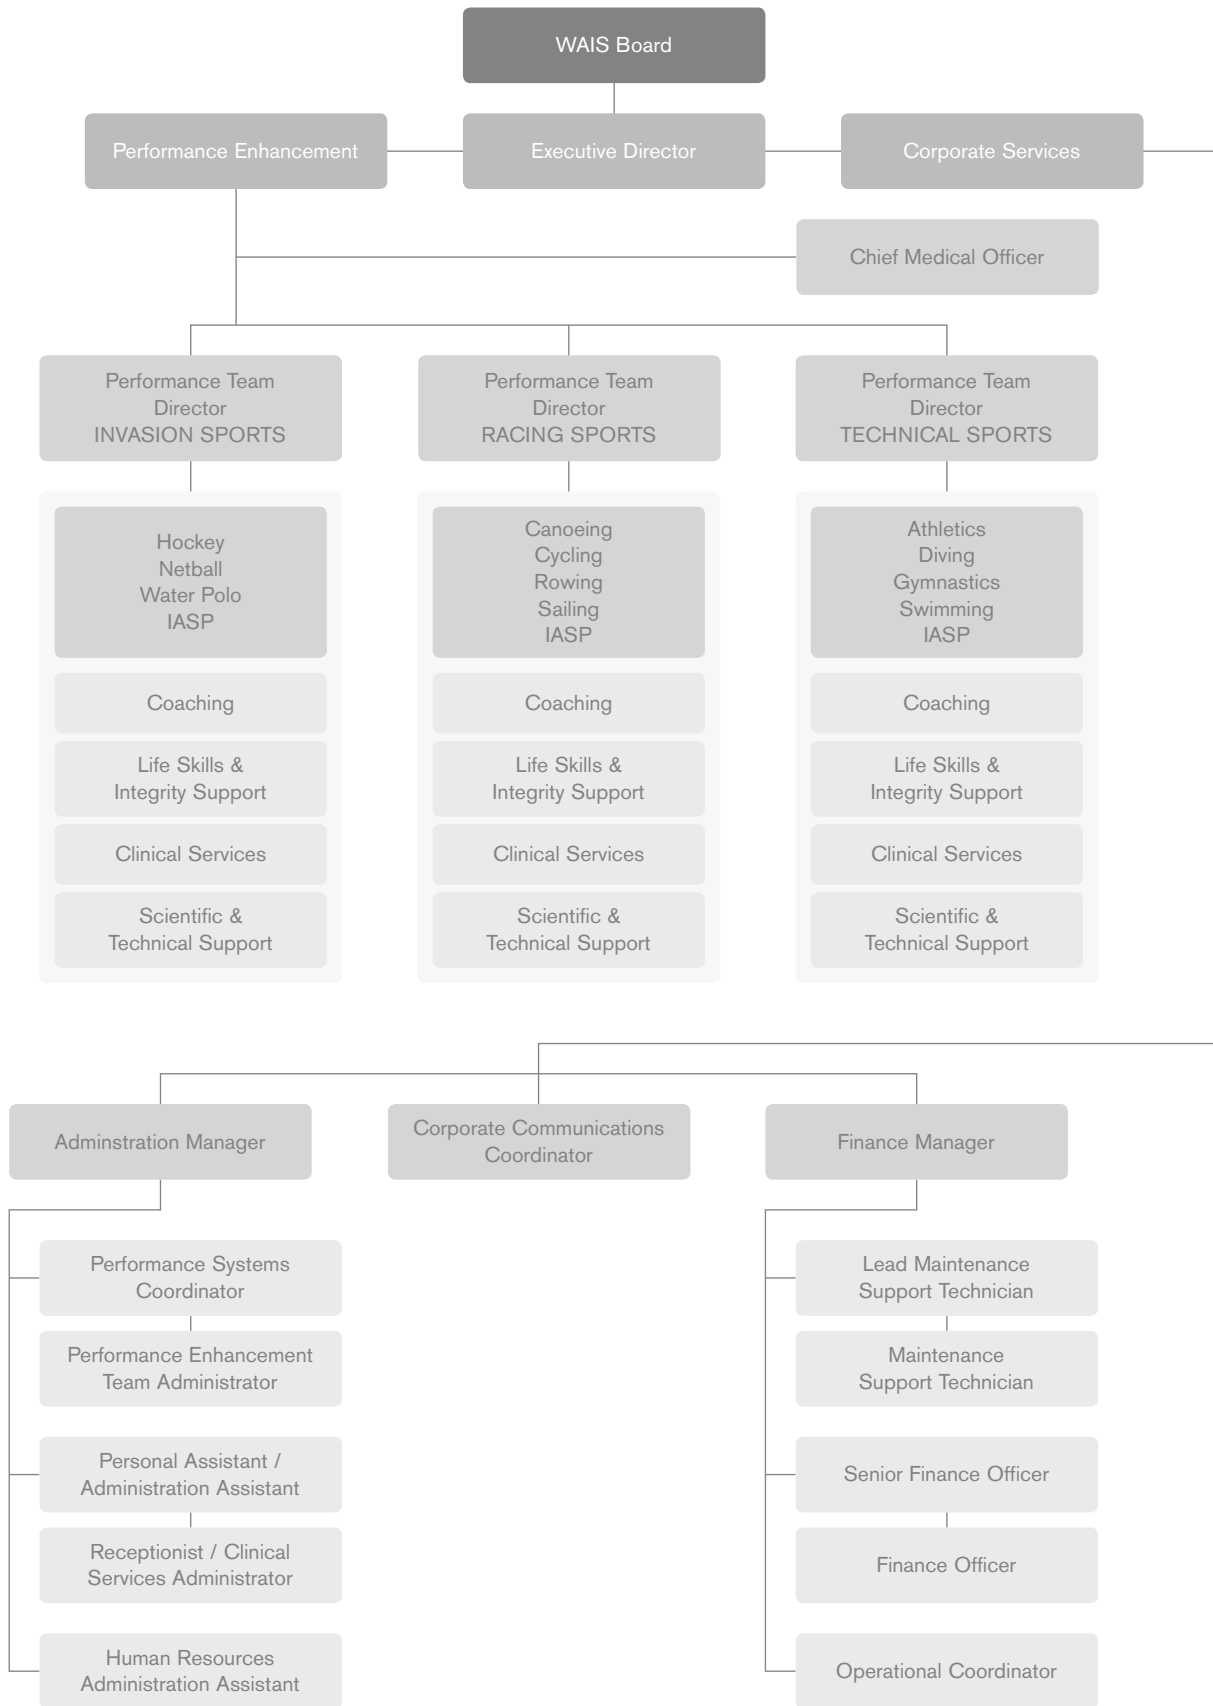 WAIS Board
Performance Enhancement
Executive Director
Corporate Services
Chief Medical Officer
Performance Team
Director
INVASION SPORTS
Performance Team
Director
RACING SPORTS
Performance Team
Director
TECHNICAL SPORTS
Hockey
Netball
Water Polo
IASP
Coaching
Life Skills &
Integrity Support
Clinical Services
Scientific &
Technical Support
Canoeing
Cycling
Rowing
Sailing
IASP
Coaching
Life Skills &
Integrity Support
Clinical Services
Scientific &
Technical Support
Athletics
Diving
Gymnastics
Swimming
IASP
Coaching
Life Skills &
Integrity Support
Clinical Services
Scientific &
Technical Support
Adminstration Manager
Corporate Communications
Coordinator
Finance Manager
Performance Systems
Coordinator
Performance Enhancement
Team Administrator
Personal Assistant /
Administration Assistant
Receptionist / Clinical
Services Administrator
Human Resources
Administration Assistant
Lead Maintenance
Support Technician
Maintenance
Support Technician
Senior Finance Officer
Finance Officer
Operational Coordinator